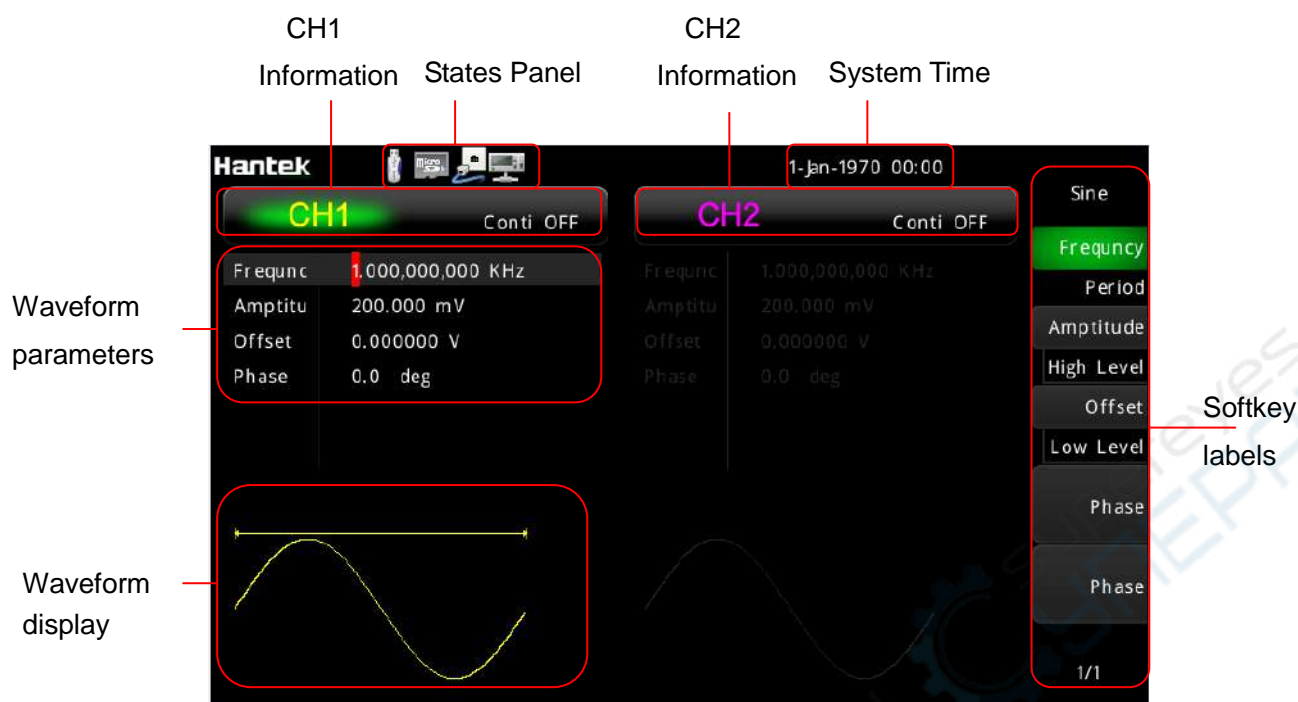 CH1
Information
States Panel
CH2
Information
System Time
Hantek
Micro
1-Jan-1970 00:00
CH1 Conti OFF
CH2 Conti OFF
Sine
Frequncy
Period
Amptitude
High Level
Offset
Low Level
Phase
Phase
1/1
Waveform
parameters
Frequnc 1.000,000,000 KHz
Amptitu 200.000 mV
Offset 0.000000 V
Phase 0.0 deg
Frequnc 1.000,000,000 KHz
Amptitu 200.000 mV
Offset 0.000000 V
Phase 0.0 deg
Softkey
labels
Waveform
display